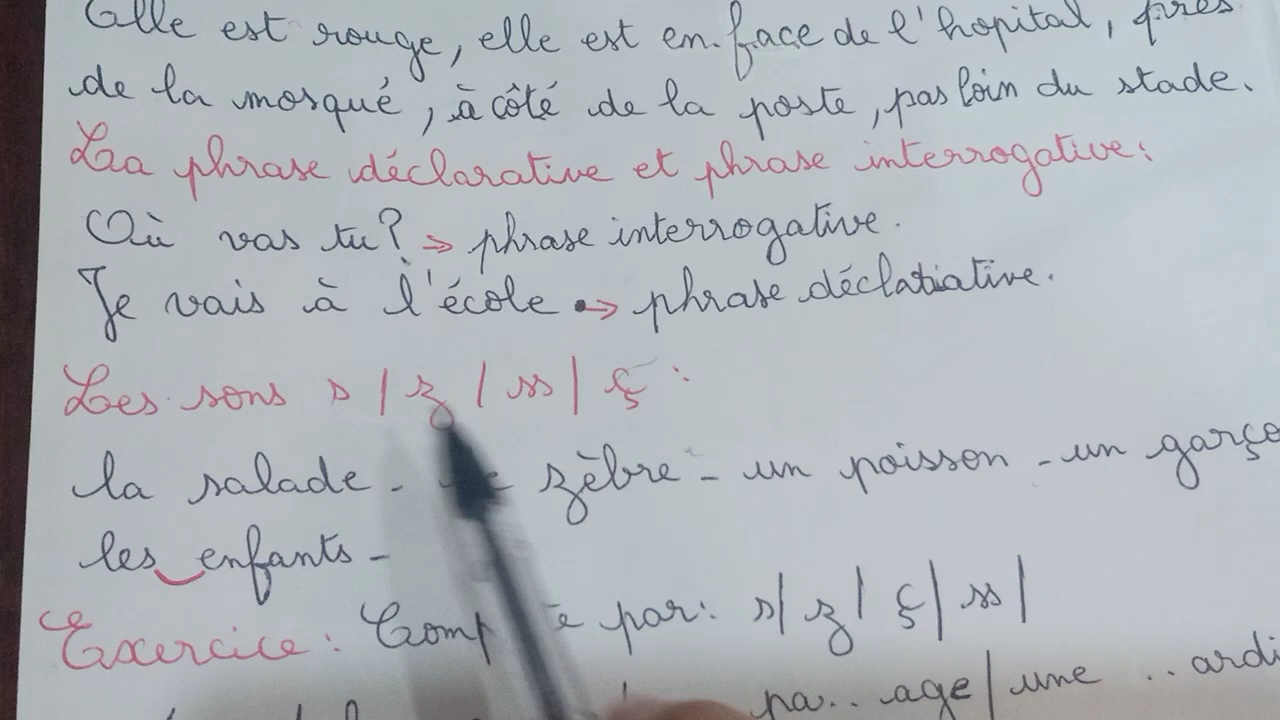 Elle est rouge, elle est en face de l'hopital, près
de la mosqué, à côté de la poste, pas loin du stade.
La phrase déclarative et phrase interrogative:
Où vas tu? → phrase interrogative.
Je vais à l'école → phrase déclatiative.
Les sons s / z / ss / ç :
la salade - zèbre - un poisson - un garço
les enfants -
Exercice : par: s / z / ç / ss /
pa.. age / une .. ardi